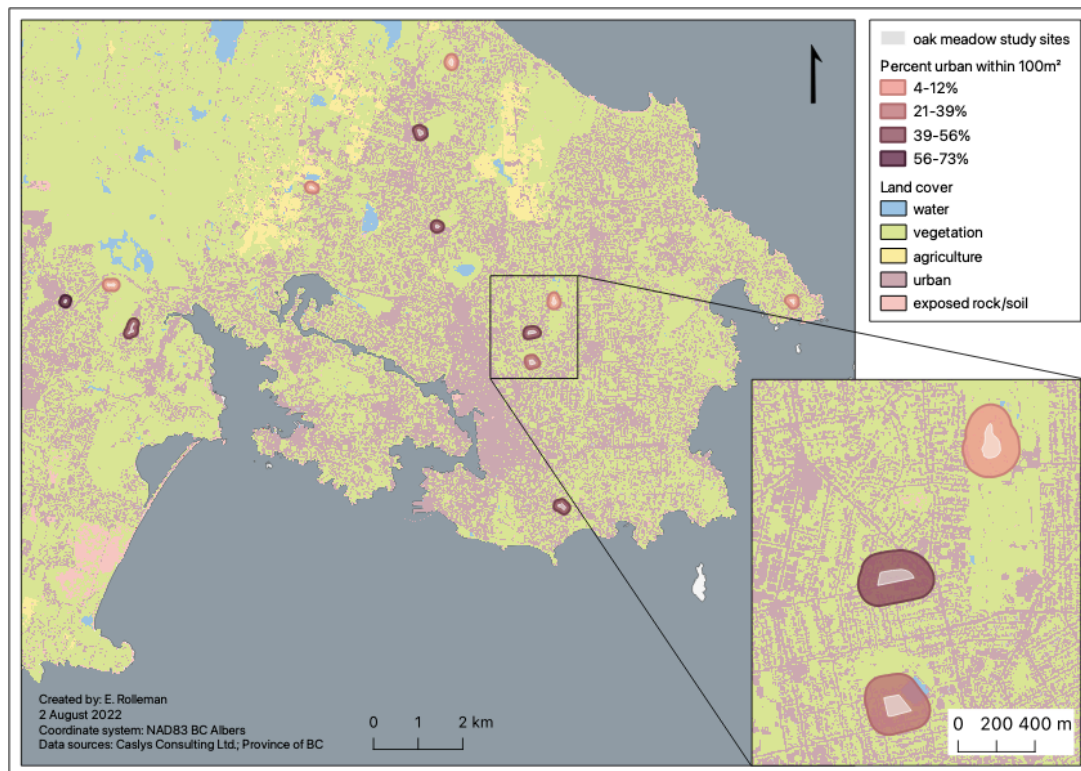 oak meadow study sites
Percent urban within 100m²
4-12%
21-39%
39-56%
56-73%
Land cover
water
vegetation
agriculture
urban
exposed rock/soil
Created by: E. Rolleman
2 August 2022
Coordinate system: NAD83 BC Albers
Data sources: Caslys Consulting Ltd.; Province of BC
0 1 2 km
0 200 400 m